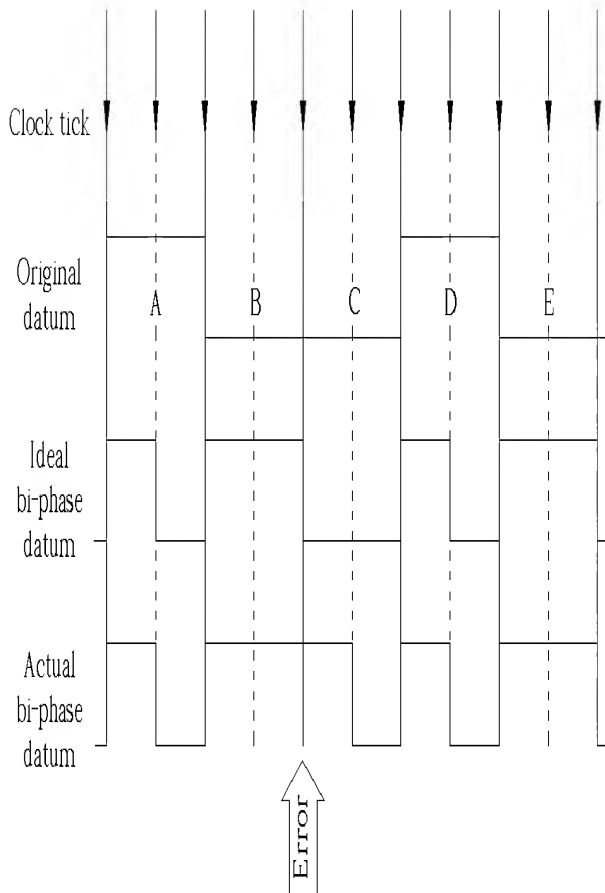 Clock tick
Original
datum
A
B
C
D
E
Ideal
bi-phase
datum
Actual
bi-phase
datum
Error